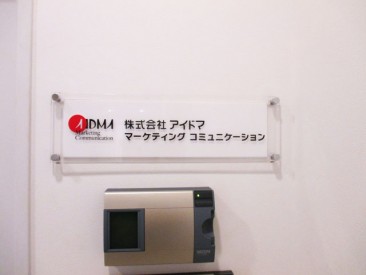 AIDMA
Marketing
Communication
株式会社 アイドマ
マーケティング コミュニケーション